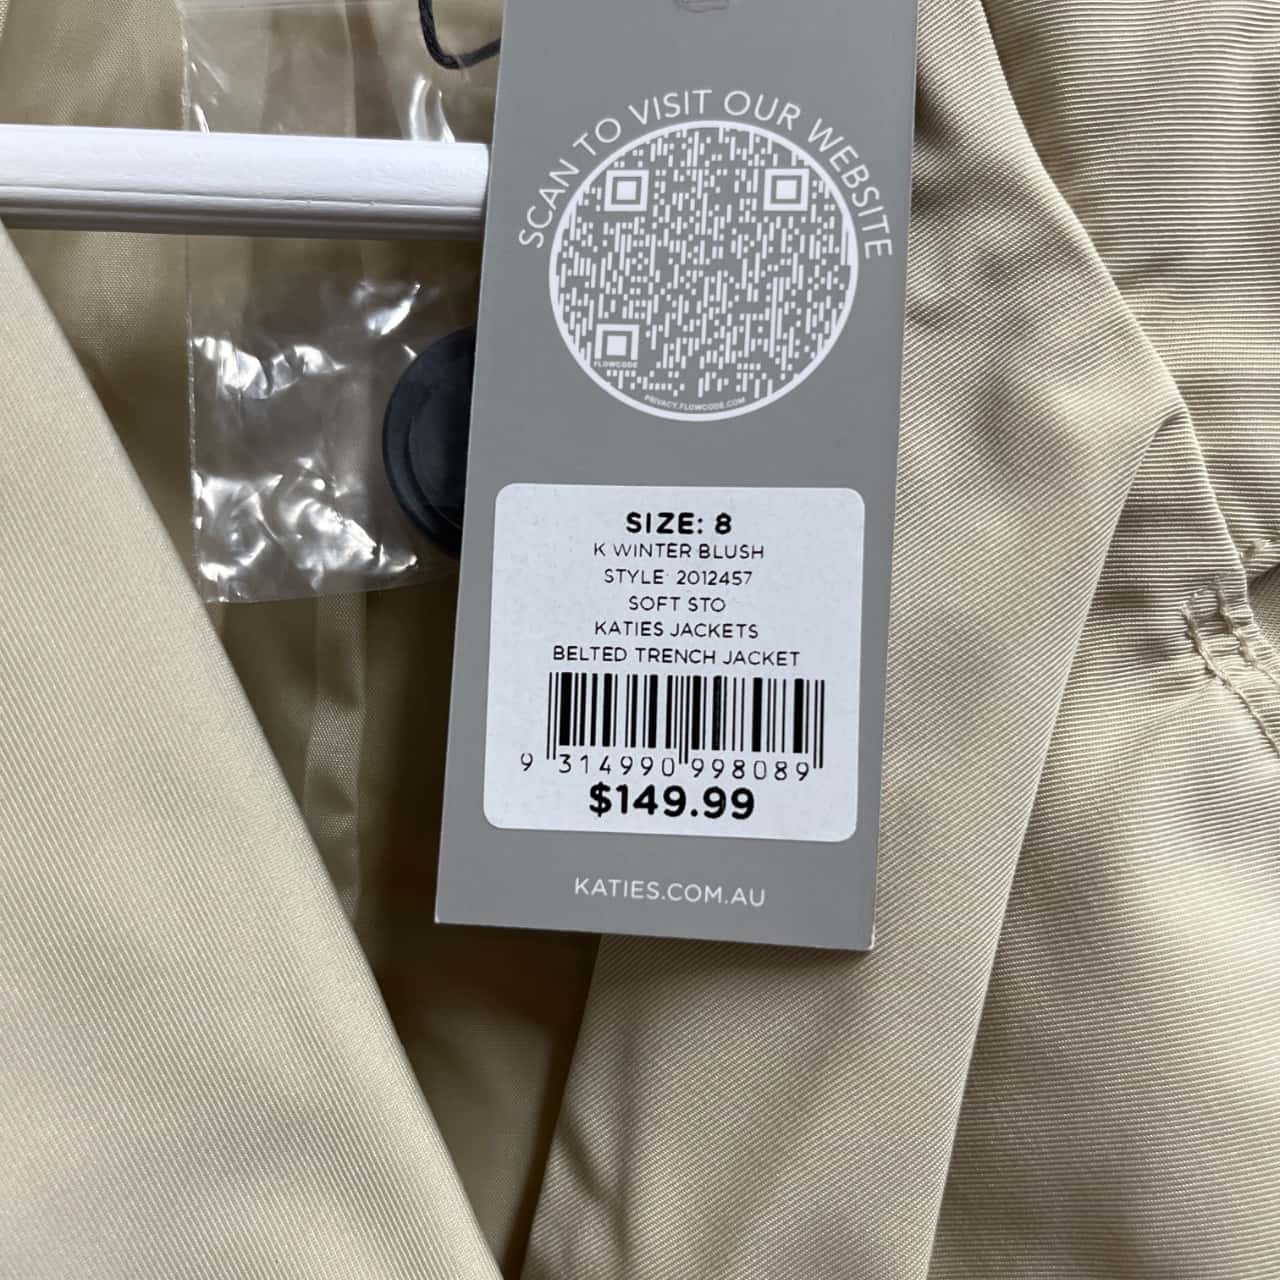 SCAN TO VISIT OUR WEBSITE
FLOWCODE
PRIVACY.FLOWCODE.COM
SIZE: 8
K WINTER BLUSH
STYLE: 2012457
SOFT STO
KATIES JACKETS
BELTED TRENCH JACKET
9 314990 998089
$149.99
KATIES.COM.AU